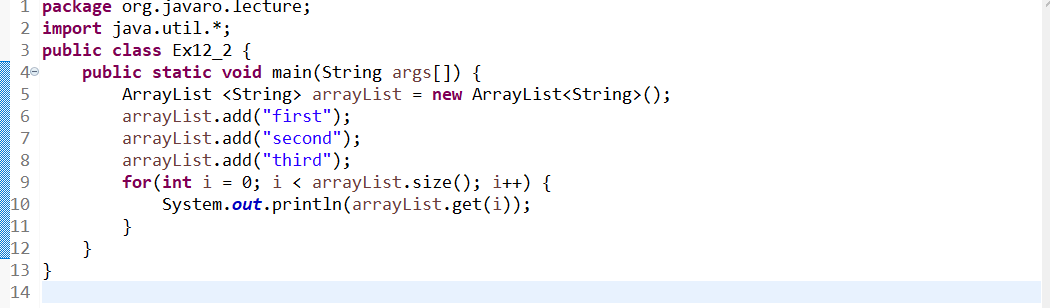 1 package org.javaro.lecture;
2 import java.util.*;
3 public class Ex12_2 {
4 public static void main(String args[]) {
5 ArrayList <String> arrayList = new ArrayList<String>();
6 arrayList.add("first");
7 arrayList.add("second");
8 arrayList.add("third");
9 for(int i = 0; i < arrayList.size(); i++) {
10 System.out.println(arrayList.get(i));
11 }
12 }
13 }
14